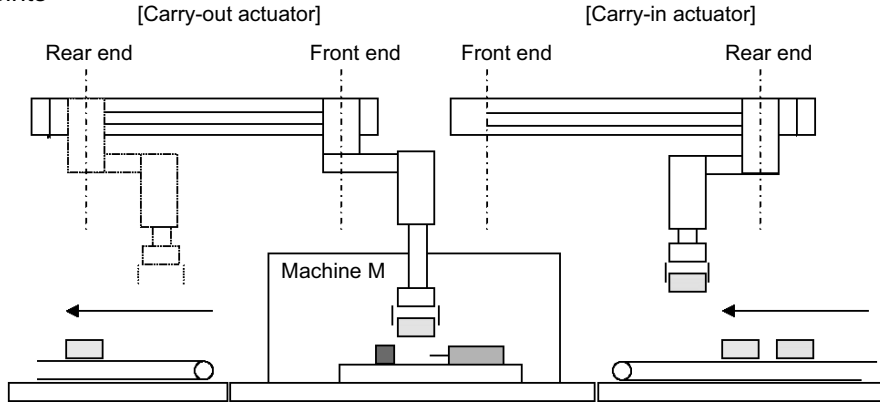 [Carry-out actuator] [Carry-in actuator]
Rear end Front end Front end Rear end
Machine M